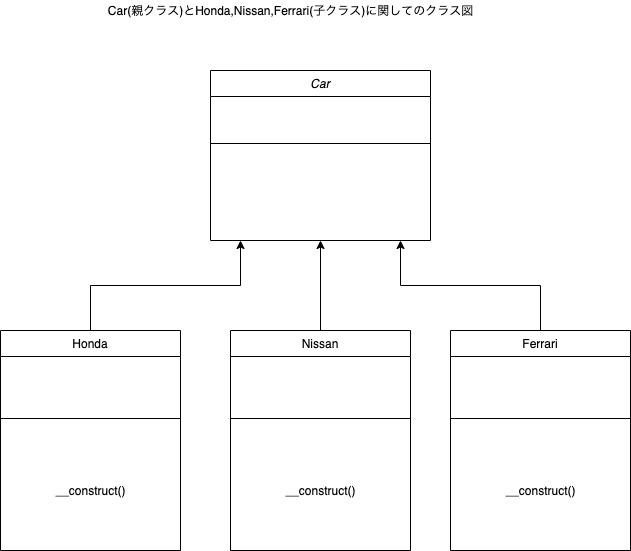 Car(親クラス)とHonda,Nissan,Ferrari(子クラス)に関してのクラス図
Car
Honda
Nissan
Ferrari
__construct()
__construct()
__construct()